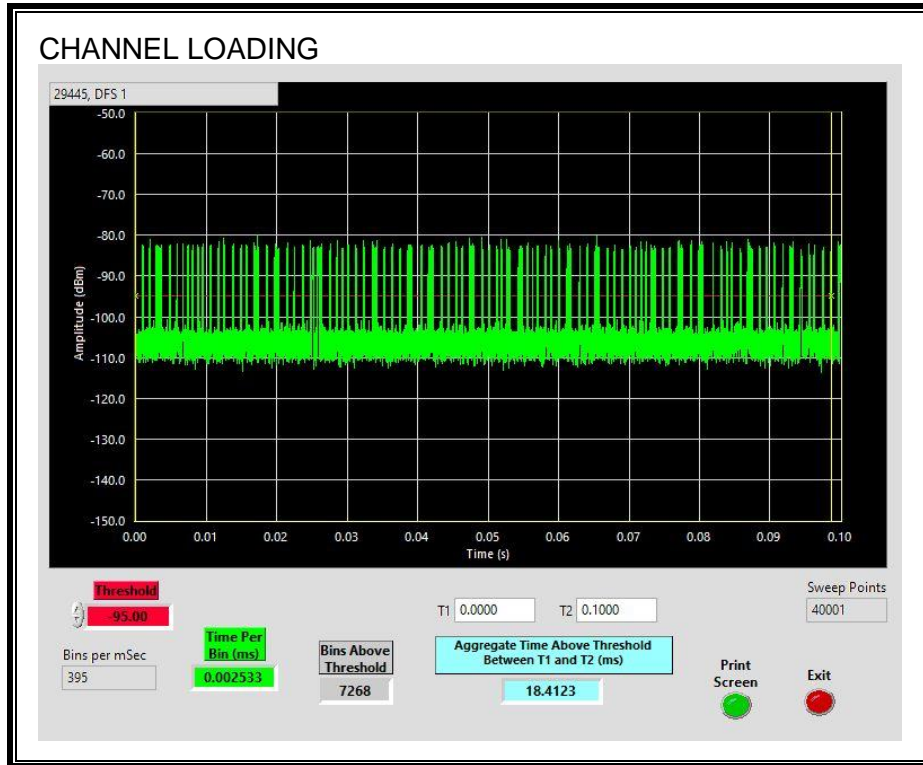 CHANNEL LOADING
29445, DFS 1
-50.0
-60.0
-70.0
-80.0
-90.0
-100.0
-110.0
-120.0
-130.0
-140.0
-150.0
Amplitude (dBm)
0.00 0.01 0.02 0.03 0.04 0.05 0.06 0.07 0.08 0.09 0.10
Time (s)
Threshold
-95.00
Bins per mSec
395
Time Per
Bin (ms)
0.002533
Bins Above
Threshold
7268
T1 0.0000 T2 0.1000
Aggregate Time Above Threshold
Between T1 and T2 (ms)
18.4123
Sweep Points
40001
Print
Screen
Exit